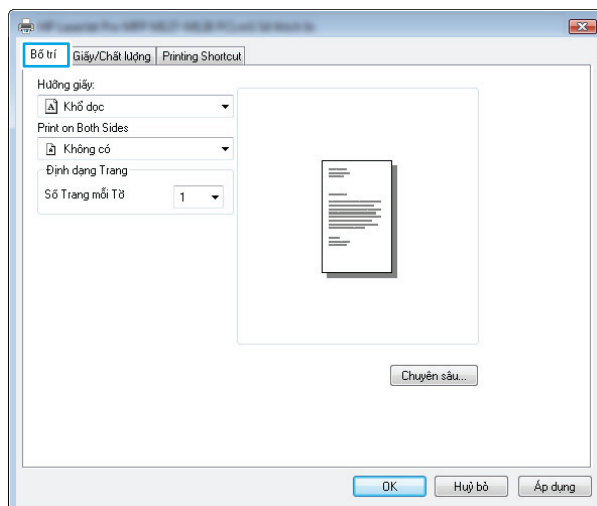 Bố trí Giấy/Chất lượng Printing Shortcut
Hướng giấy:
Khổ dọc
Print on Both Sides
Không có
Định dạng Trang
Số Trang mỗi Tờ 1
Chuyên sâu...
OK Huỷ bỏ Áp dụng